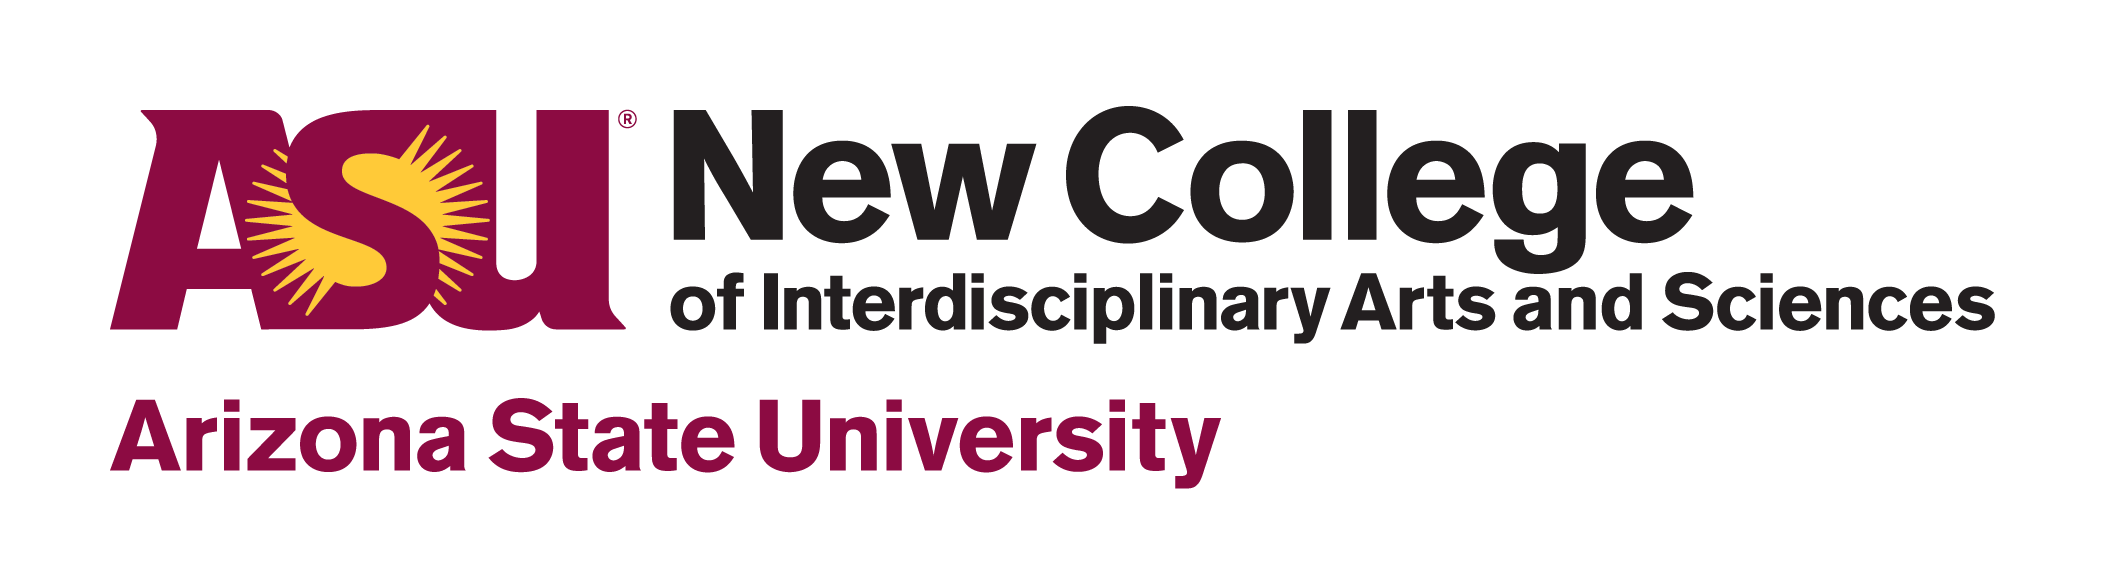 ASU®
New College
of Interdisciplinary Arts and Sciences
Arizona State University